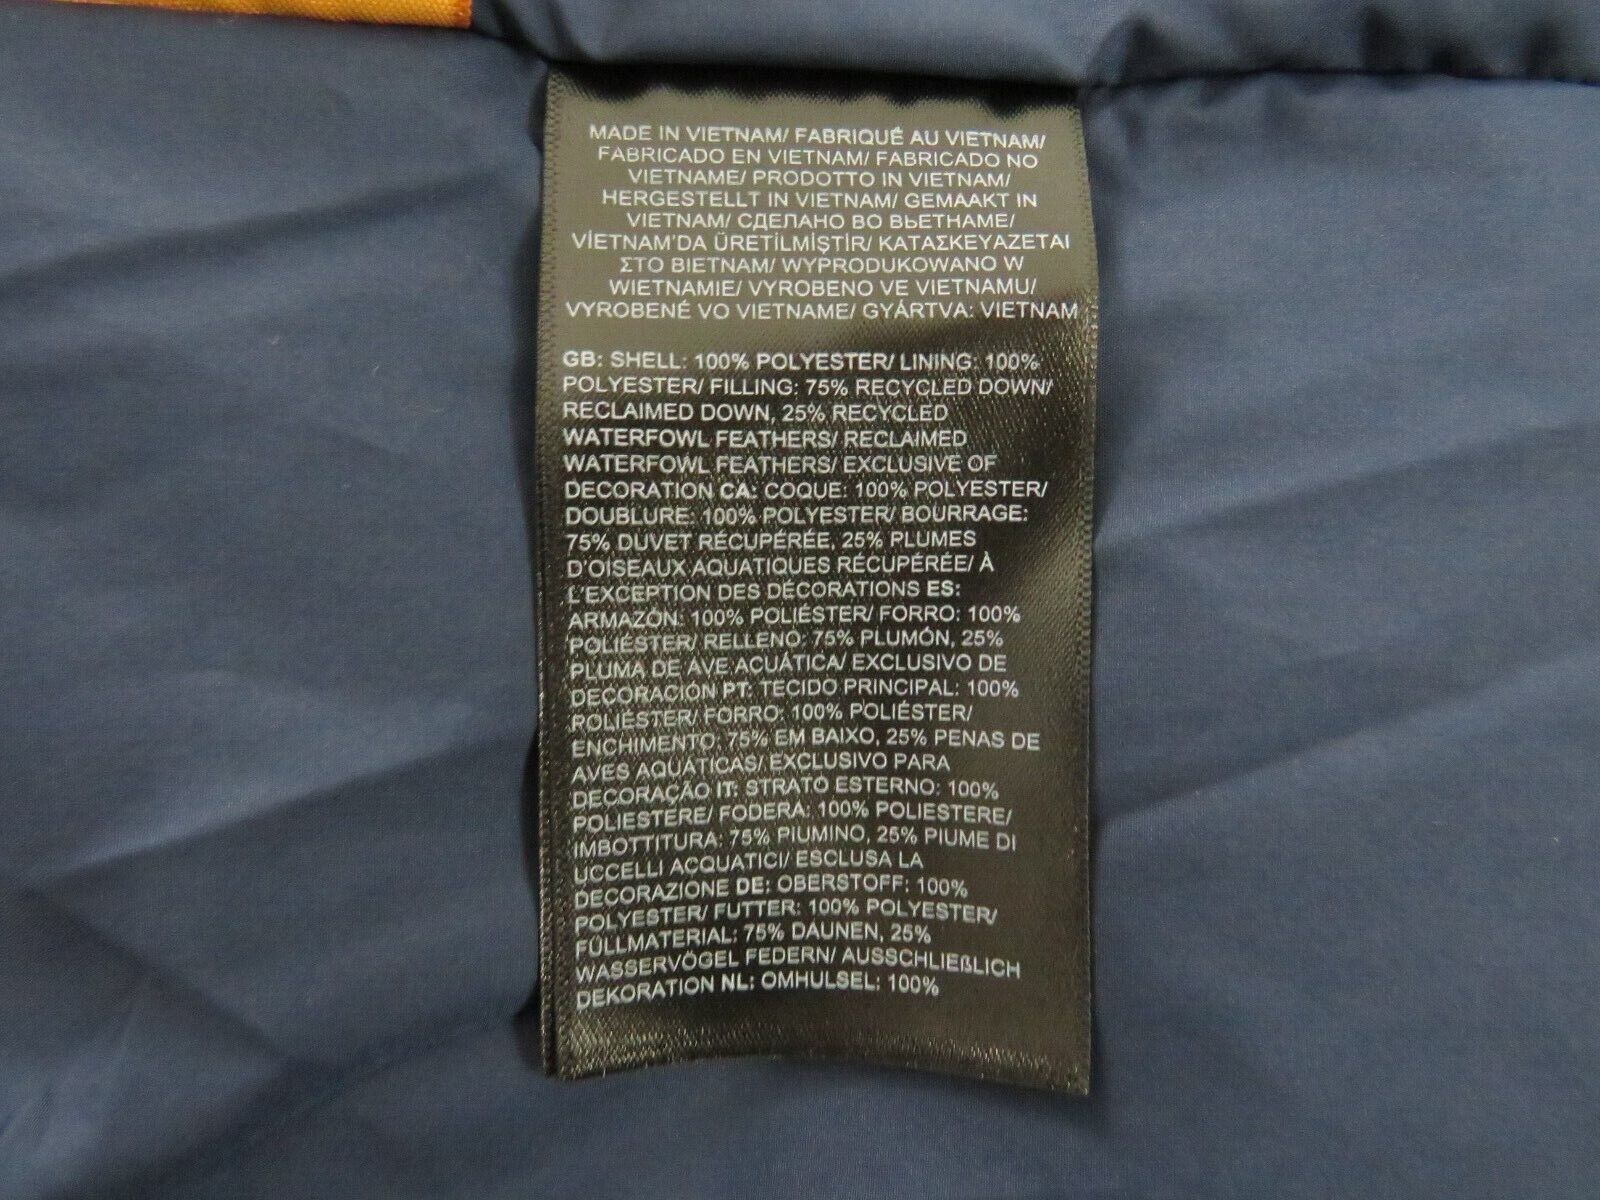 MADE IN VIETNAM/ FABRIQUÉ AU VIETNAM/
FABRICADO EN VIETNAM/ FABRICADO NO
VIETNAME/ PRODOTTO IN VIETNAM/
HERGESTELLT IN VIETNAM/ GEMAAKT IN
VIETNAM/ СДЕЛАНО ВО ВЬЕТНАМЕ/
VİETNAM'DA ÜRETİLMİŞTİR/ ΚΑΤΑΣΚΕΥΑΖΕΤΑΙ
ΣΤΟ ΒΙΕΤΝΑΜ/ WYPRODUKOWANO W
WIETNAMIE/ VYROBENO VE VIETNAMU/
VYROBENÉ VO VIETNAME/ GYÁRTVA: VIETNAM
GB: SHELL: 100% POLYESTER/ LINING: 100%
POLYESTER/ FILLING: 75% RECYCLED DOWN/
RECLAIMED DOWN, 25% RECYCLED
WATERFOWL FEATHERS/ RECLAIMED
WATERFOWL FEATHERS/ EXCLUSIVE OF
DECORATION CA: COQUE: 100% POLYESTER/
DOUBLURE: 100% POLYESTER/ BOURRAGE:
75% DUVET RÉCUPÉRÉE, 25% PLUMES
D'OISEAUX AQUATIQUES RÉCUPÉRÉE/ À
L'EXCEPTION DES DÉCORATIONS ES:
ARMAZÓN: 100% POLIÉSTER/ FORRO: 100%
POLIÉSTER/ RELLENO: 75% PLUMÓN, 25%
PLUMA DE AVE ACUÁTICA/ EXCLUSIVO DE
DECORACIÓN PT: TECIDO PRINCIPAL: 100%
POLIÉSTER/ FORRO: 100% POLIÉSTER/
ENCHIMENTO: 75% EM BAIXO, 25% PENAS DE
AVES AQUÁTICAS/ EXCLUSIVO PARA
DECORAÇÃO IT: STRATO ESTERNO: 100%
POLIESTERE/ FODERA: 100% POLIESTERE/
IMBOTTITURA: 75% PIUMINO, 25% PIUME DI
UCCELLI ACQUATICI/ ESCLUSA LA
DECORAZIONE DE: OBERSTOFF: 100%
POLYESTER/ FUTTER: 100% POLYESTER/
FÜLLMATERIAL: 75% DAUNEN, 25%
WASSERVÖGEL FEDERN/ AUSSCHLIEßLICH
DEKORATION NL: OMHULSEL: 100%